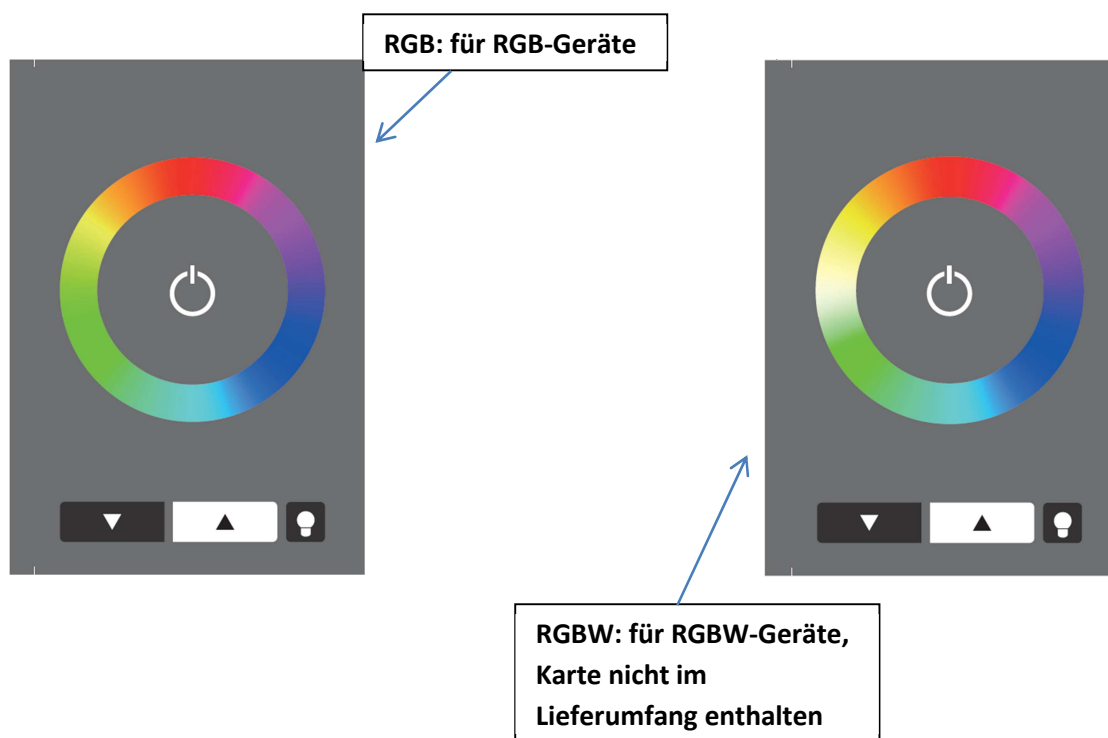 RGB: für RGB-Geräte
RGBW: für RGBW-Geräte,
Karte nicht im
Lieferumfang enthalten